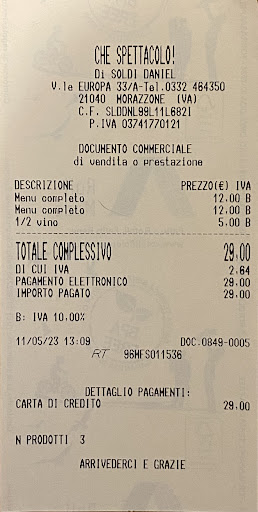 CHE SPETTACOLO!
Di SOLDI DANIEL
V.le EUROPA 33/A-Tel.0332 464350
21040 MORAZZONE (VA)
C.F. SLDDNL99L11L682I
P.IVA 03741770121
DOCUMENTO COMMERCIALE
di vendita o prestazione
DESCRIZIONE PREZZO(€) IVA
Menu completo 12,00 B
Menu completo 12,00 B
1/2 vino 5,00 B
TOTALE COMPLESSIVO 29,00
DI CUI IVA 2,64
PAGAMENTO ELETTRONICO 29,00
IMPORTO PAGATO 29,00
B: IVA 10,00%
11/05/23 13:09 DOC.0849-0005
RT 96MFS011536
DETTAGLIO PAGAMENTI:
CARTA DI CREDITO 29,00
N PRODOTTI 3
ARRIVEDERCI E GRAZIE